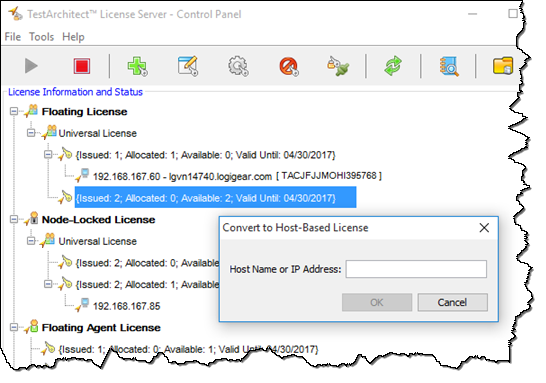 TestArchitect™ License Server - Control Panel
File Tools Help
License Information and Status
Floating License
Universal License
{Issued: 1; Allocated: 1; Available: 0; Valid Until: 04/30/2017}
192.168.167.60 - lgvn14740.logigear.com [ TACJFJJMOHI395768 ]
{Issued: 2; Allocated: 0; Available: 2; Valid Until: 04/30/2017}
Node-Locked License
Universal License
{Issued: 2; Allocated: 0; Availa
{Issued: 2; Allocated: 1; Availa
192.168.167.85
Floating Agent License
{Issued: 1; Allocated: 0; Available: 1; Valid Until: 04/30/2017}
Convert to Host-Based License
Host Name or IP Address:
OK Cancel